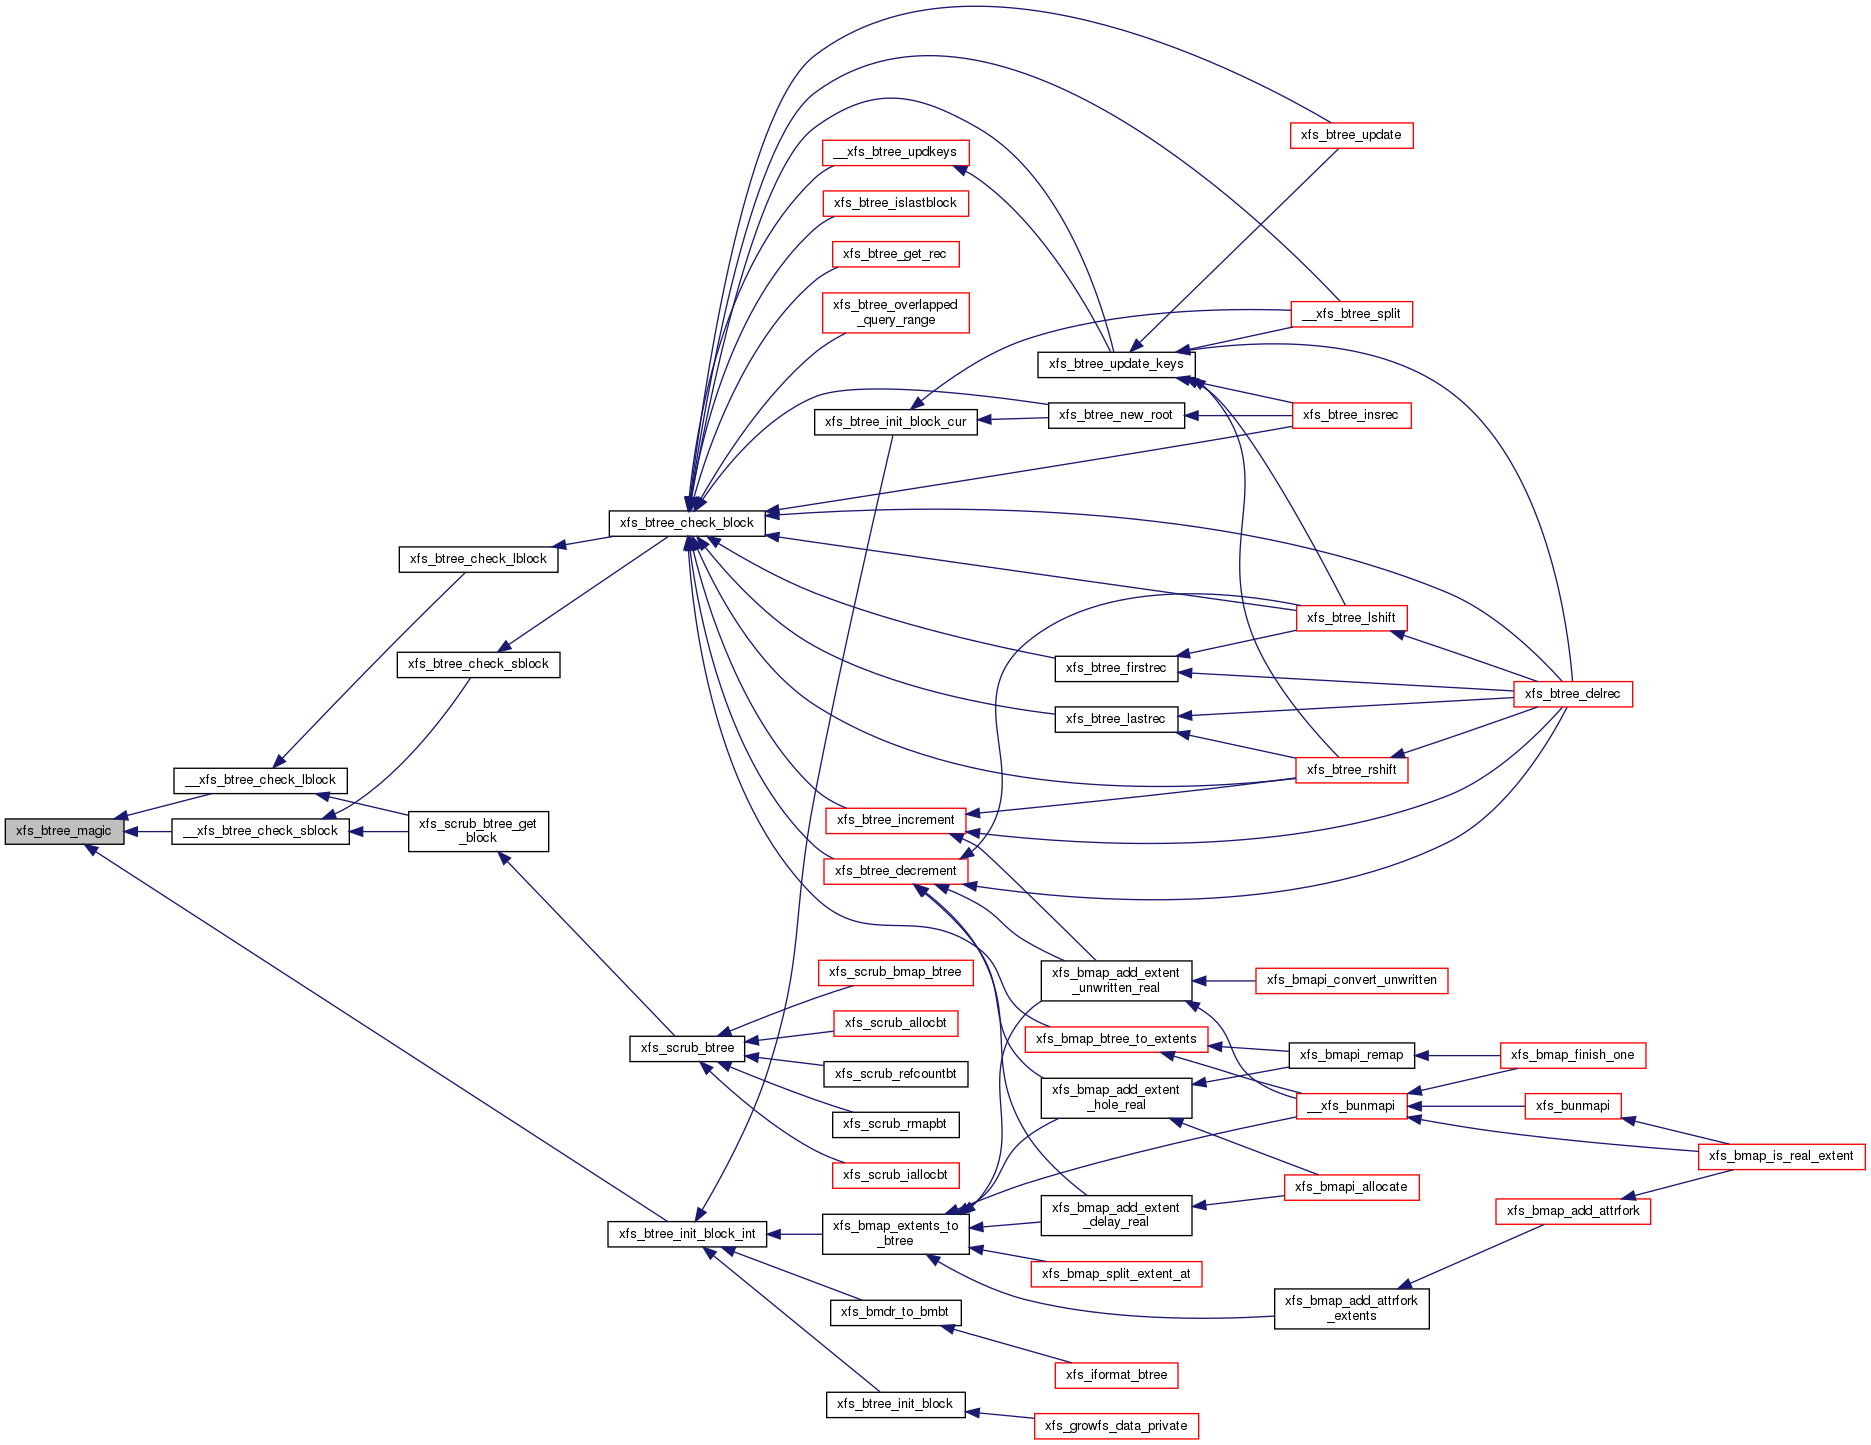 xfs_btree_magic
__xfs_btree_check_lblock
__xfs_btree_check_sblock
xfs_btree_check_lblock
xfs_btree_check_sblock
xfs_scrub_btree_get
_block
xfs_btree_check_block
xfs_scrub_btree
xfs_btree_init_block_int
__xfs_btree_updkeys
xfs_btree_islastblock
xfs_btree_get_rec
xfs_btree_overlapped
_query_range
xfs_btree_init_block_cur
xfs_btree_increment
xfs_btree_decrement
xfs_scrub_bmap_btree
xfs_scrub_allocbt
xfs_scrub_refcountbt
xfs_scrub_rmapbt
xfs_scrub_iallocbt
xfs_bmap_extents_to
_btree
xfs_bmdr_to_bmbt
xfs_btree_init_block
xfs_btree_update_keys
xfs_btree_new_root
xfs_btree_firstrec
xfs_btree_lastrec
xfs_bmap_add_extent
_unwritten_real
xfs_bmap_btree_to_extents
xfs_bmap_add_extent
_hole_real
xfs_bmap_add_extent
_delay_real
xfs_bmap_split_extent_at
xfs_iformat_btree
xfs_growfs_data_private
xfs_btree_update
__xfs_btree_split
xfs_btree_insrec
xfs_btree_lshift
xfs_btree_rshift
xfs_bmapi_convert_unwritten
xfs_bmapi_remap
__xfs_bunmapi
xfs_bmapi_allocate
xfs_bmap_add_attrfork
_extents
xfs_btree_delrec
xfs_bmap_finish_one
xfs_bunmapi
xfs_bmap_add_attrfork
xfs_bmap_is_real_extent